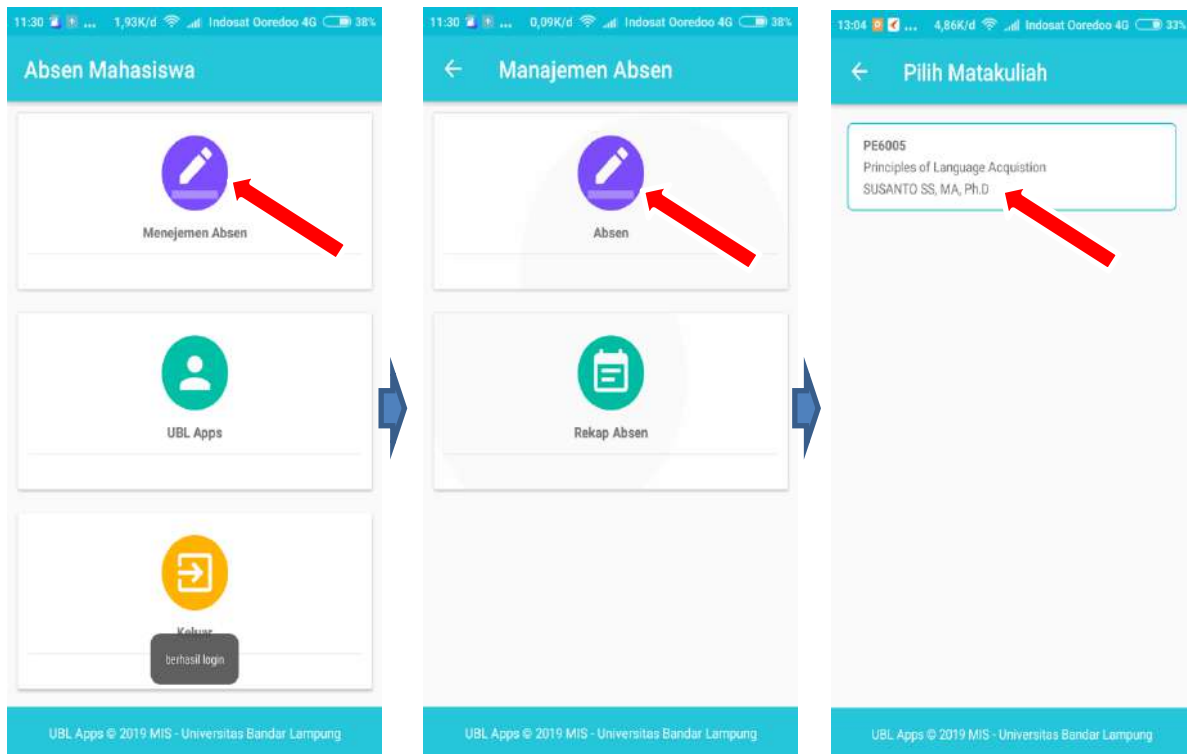 11:30 ... 1,93K/d Indosat Ooredoo 4G 38%
Absen Mahasiswa
Menejemen Absen
UBL Apps
Keluar
berhasil login
UBL Apps © 2019 MIS - Universitas Bandar Lampung
11:30 ... 0,09K/d Indosat Ooredoo 4G 38%
Manajemen Absen
Absen
Rekap Absen
UBL Apps © 2019 MIS - Universitas Bandar Lampung
13:04 ... 4,86K/d Indosat Ooredoo 4G 33%
Pilih Matakuliah
PE6005
Principles of Language Acquistion
SUSANTO SS, MA, Ph.D
UBL Apps © 2019 MIS - Universitas Bandar Lampung